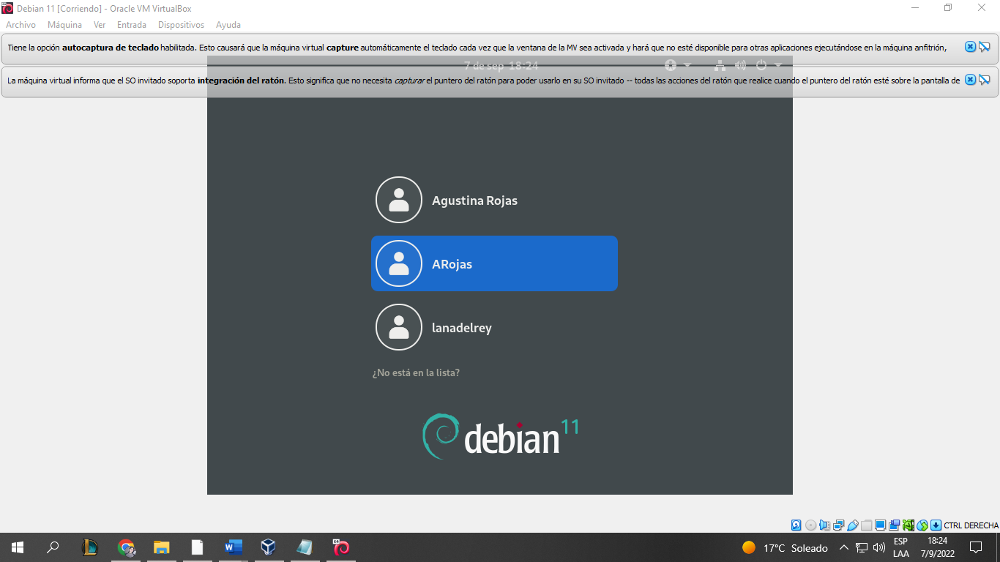 Debian 11 [Corriendo] - Oracle VM VirtualBox
Archivo Máquina Ver Entrada Dispositivos Ayuda
Tiene la opción autocaptura de teclado habilitada. Esto causará que la máquina virtual capture automáticamente el teclado cada vez que la ventana de la MV sea activada y hará que no esté disponible para otras aplicaciones ejecutándose en la máquina anfitrión,
7 de sep 18:24
La máquina virtual informa que el SO invitado soporta integración del ratón. Esto significa que no necesita capturar el puntero del ratón para poder usarlo en su SO invitado -- todas las acciones del ratón que realice cuando el puntero del ratón esté sobre la pantalla de
Agustina Rojas
ARojas
lanadelrey
¿No está en la lista?
debian 11
CTRL DERECHA
17°C Soleado
ESP
LAA
18:24
7/9/2022